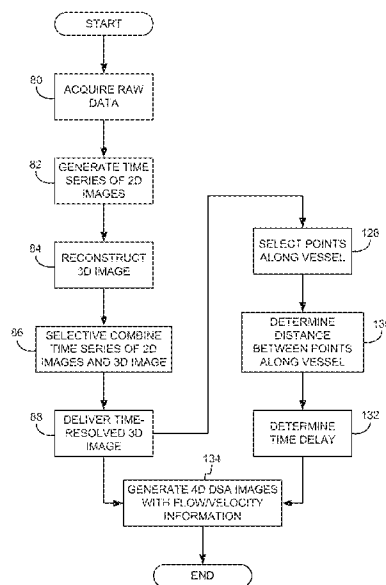 START
80
ACQUIRE RAW
DATA
82
GENERATE TIME
SERIES OF 2D
IMAGES
84
RECONSTRUCT
3D IMAGE
86
SELECTIVE COMBINE
TIME SERIES OF 2D
IMAGES AND 3D IMAGE
88
DELIVER TIME-
RESOLVED 3D
IMAGE
128
SELECT POINTS
ALONG VESSEL
DETERMINE
DISTANCE
BETWEEN POINTS
ALONG VESSEL
132
DETERMINE
TIME DELAY
134
GENERATE 4D DSA IMAGES
WITH FLOW/VELOCITY
INFORMATION
END